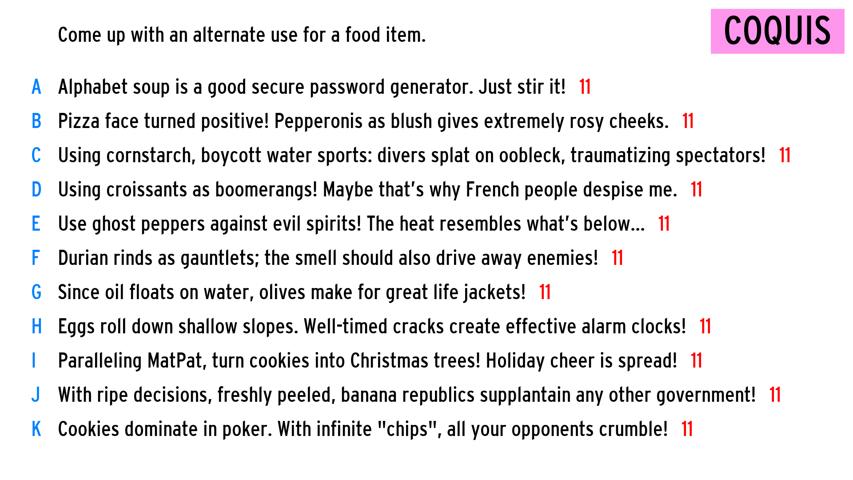 Come up with an alternate use for a food item.
COQUIS
A Alphabet soup is a good secure password generator. Just stir it! 11
B Pizza face turned positive! Pepperonis as blush gives extremely rosy cheeks. 11
C Using cornstarch, boycott water sports: divers splat on oobleck, traumatizing spectators! 11
D Using croissants as boomerangs! Maybe that's why French people despise me. 11
E Use ghost peppers against evil spirits! The heat resembles what's below... 11
F Durian rinds as gauntlets; the smell should also drive away enemies! 11
G Since oil floats on water, olives make for great life jackets! 11
H Eggs roll down shallow slopes. Well-timed cracks create effective alarm clocks! 11
I Paralleling MatPat, turn cookies into Christmas trees! Holiday cheer is spread! 11
J With ripe decisions, freshly peeled, banana republics supplantain any other government! 11
K Cookies dominate in poker. With infinite "chips", all your opponents crumble! 11